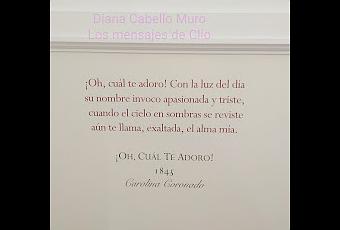 Diana Cabello Muro
Los mensajes de Clío
¡Oh, cuál te adoro! Con la luz del día
su nombre invoco apasionada y triste,
cuando el cielo en sombras se reviste
aún te llama, exaltada, el alma mía.
¡OH, CUÁL TE ADORO!
1845
Carolina Coronado